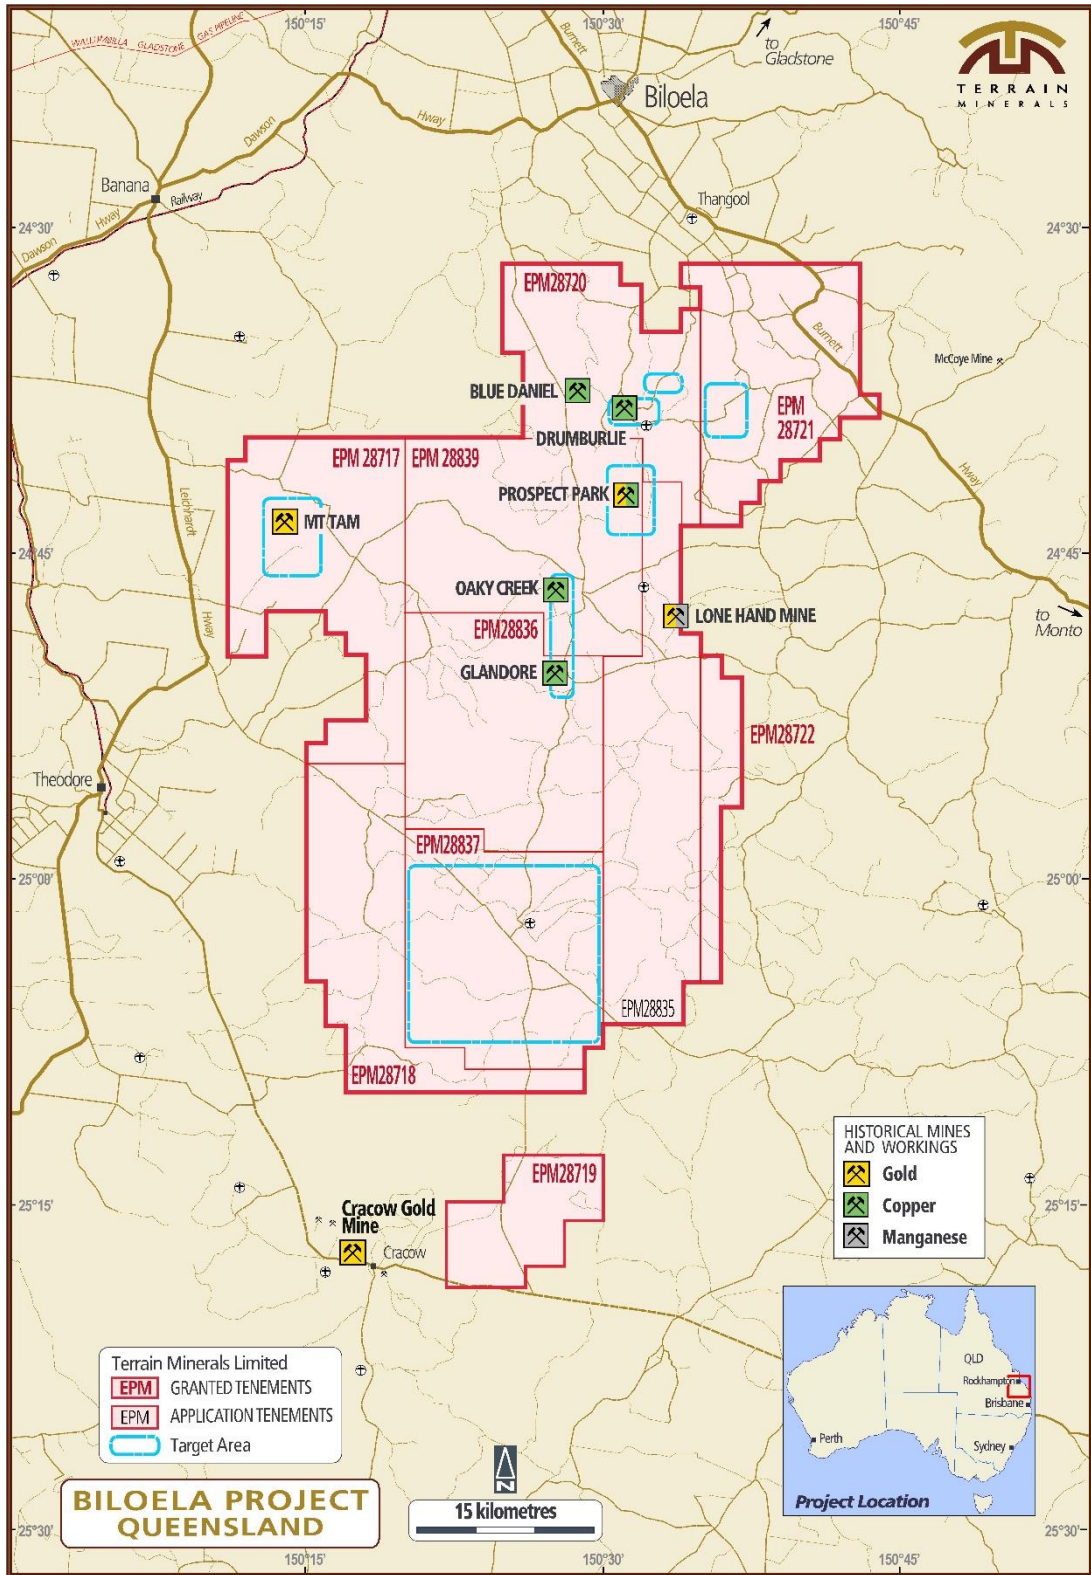 150°15'
150°30'
150°45'
WALLUMBILLA GLADSTONE GAS PIPELINE
Burnett
to
Gladstone
TERRAIN
MINERALS
Biloela
Dawson
Hway
Banana
Railway
Thangool
24°30'
24°30'
Dawson
Hway
EPM28720
Burnett
McCoye Mine
BLUE DANIEL
EPM
28721
DRUMBURLIE
EPM 28717
EPM 28839
PROSPECT PARK
Leichhardt
Hway
MT TAM
Hway
24°45'
24°45'
OAKY CREEK
to
Monto
LONE HAND MINE
EPM28836
GLANDORE
EPM28722
Theodore
EPM28837
25°00'
25°00'
EPM28835
EPM28718
HISTORICAL MINES
AND WORKINGS
Gold
Copper
Manganese
EPM28719
25°15'
25°15'
Cracow Gold
Mine
Cracow
Terrain Minerals Limited
EPM GRANTED TENEMENTS
EPM APPLICATION TENEMENTS
Target Area
QLD
Rockhampton
Brisbane
Perth
Sydney
Project Location
N
BILOELA PROJECT
QUEENSLAND
15 kilometres
25°30'
25°30'
150°15'
150°30'
150°45'